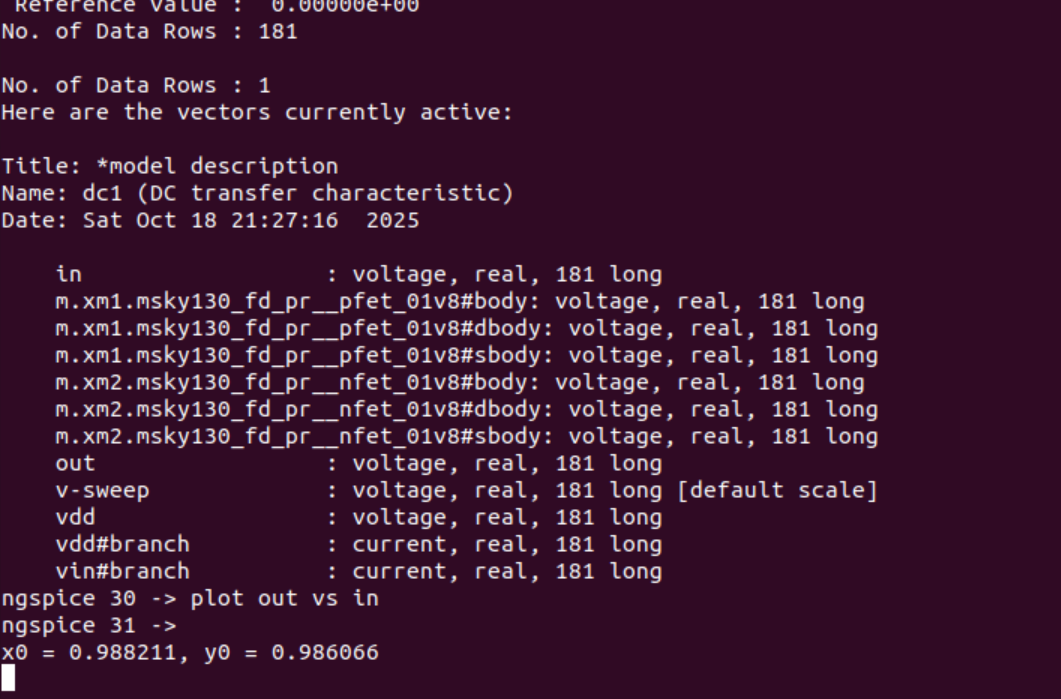 Reference value :  0.00000e+00
No. of Data Rows : 181
No. of Data Rows : 1
Here are the vectors currently active:
Title: *model description
Name: dc1 (DC transfer characteristic)
Date: Sat Oct 18 21:27:16  2025
in                  : voltage, real, 181 long
m.xm1.msky130_fd_pr__pfet_01v8#body: voltage, real, 181 long
m.xm1.msky130_fd_pr__pfet_01v8#dbody: voltage, real, 181 long
m.xm1.msky130_fd_pr__pfet_01v8#sbody: voltage, real, 181 long
m.xm2.msky130_fd_pr__nfet_01v8#body: voltage, real, 181 long
m.xm2.msky130_fd_pr__nfet_01v8#dbody: voltage, real, 181 long
m.xm2.msky130_fd_pr__nfet_01v8#sbody: voltage, real, 181 long
out                 : voltage, real, 181 long
v-sweep             : voltage, real, 181 long [default scale]
vdd                 : voltage, real, 181 long
vdd#branch          : current, real, 181 long
vin#branch          : current, real, 181 long
ngspice 30 -> plot out vs in
ngspice 31 ->
x0 = 0.988211, y0 = 0.986066